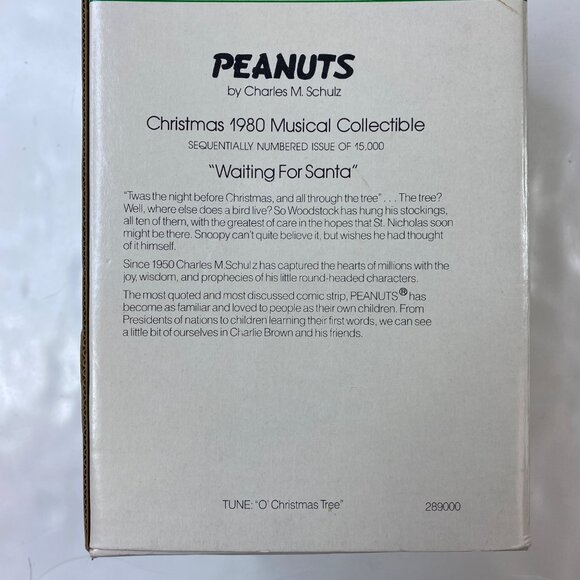 PEANUTS
by Charles M. Schulz
Christmas 1980 Musical Collectible
SEQUENTIALLY NUMBERED ISSUE OF 15,000
"Waiting For Santa"
"Twas the night before Christmas, and all through the tree" . . . The tree?
Well, where else does a bird live? So Woodstock has hung his stockings,
all ten of them, with the greatest of care in the hopes that St. Nicholas soon
might be there. Snoopy can't quite believe it, but wishes he had thought
of it himself.
Since 1950 Charles M. Schulz has captured the hearts of millions with the
joy, wisdom, and prophecies of his little round-headed characters.
The most quoted and most discussed comic strip, PEANUTS® has
become as familiar and loved to people as their own children. From
Presidents of nations to children learning their first words, we can see
a little bit of ourselves in Charlie Brown and his friends.
TUNE: "O' Christmas Tree" 289000